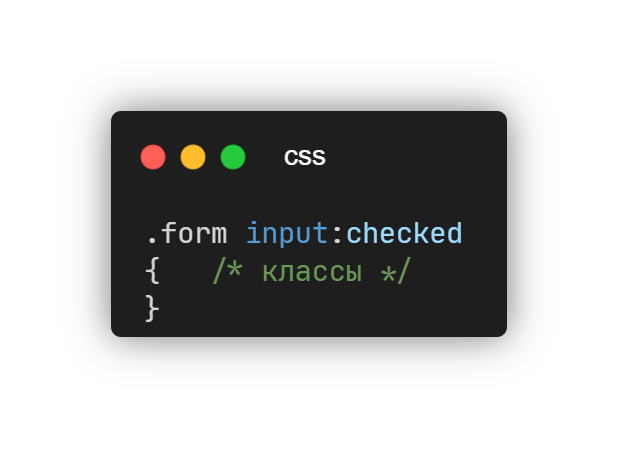 CSS
.form input:checked
{   /* классы */
}